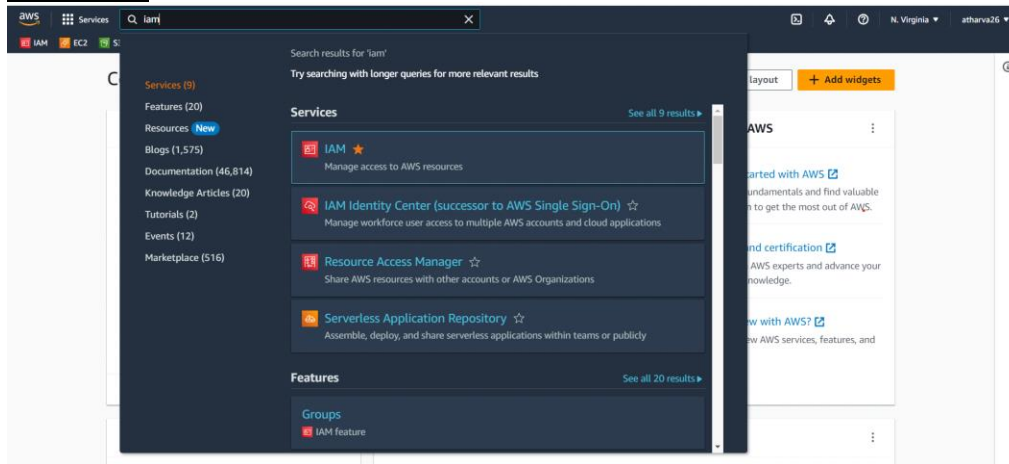 aws Services iam N. Virginia atharva26
IAM EC2
Search results for 'iam'
Try searching with longer queries for more relevant results
Services (9)
Features (20)
Resources New
Blogs (1,575)
Documentation (46,814)
Knowledge Articles (20)
Tutorials (2)
Events (12)
Marketplace (516)
Services See all 9 results
IAM
Manage access to AWS resources
IAM Identity Center (successor to AWS Single Sign-On)
Manage workforce user access to multiple AWS accounts and cloud applications
Resource Access Manager
Share AWS resources with other accounts or AWS Organizations
Serverless Application Repository
Assemble, deploy, and share serverless applications within teams or publicly
Features See all 20 results
Groups
IAM feature
layout + Add widgets
AWS
with AWS
and find valuable
to get the most out of AWS.
certification
AWS experts and advance your
with AWS?
AWS services, features, and